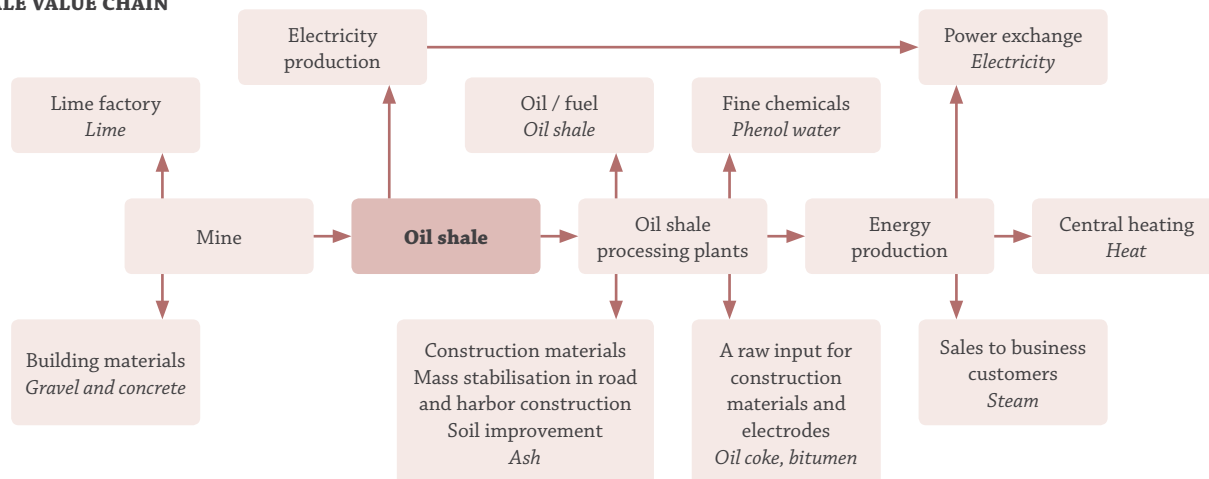 VALUE CHAIN
Electricity
production
Power exchange
Electricity
Lime factory
Lime
Oil / fuel
Oil shale
Fine chemicals
Phenol water
Mine
Oil shale
Oil shale
processing plants
Energy
production
Central heating
Heat
Building materials
Gravel and concrete
Construction materials
Mass stabilisation in road
and harbor construction
Soil improvement
Ash
A raw input for
construction
materials and
electrodes
Oil coke, bitumen
Sales to business
customers
Steam